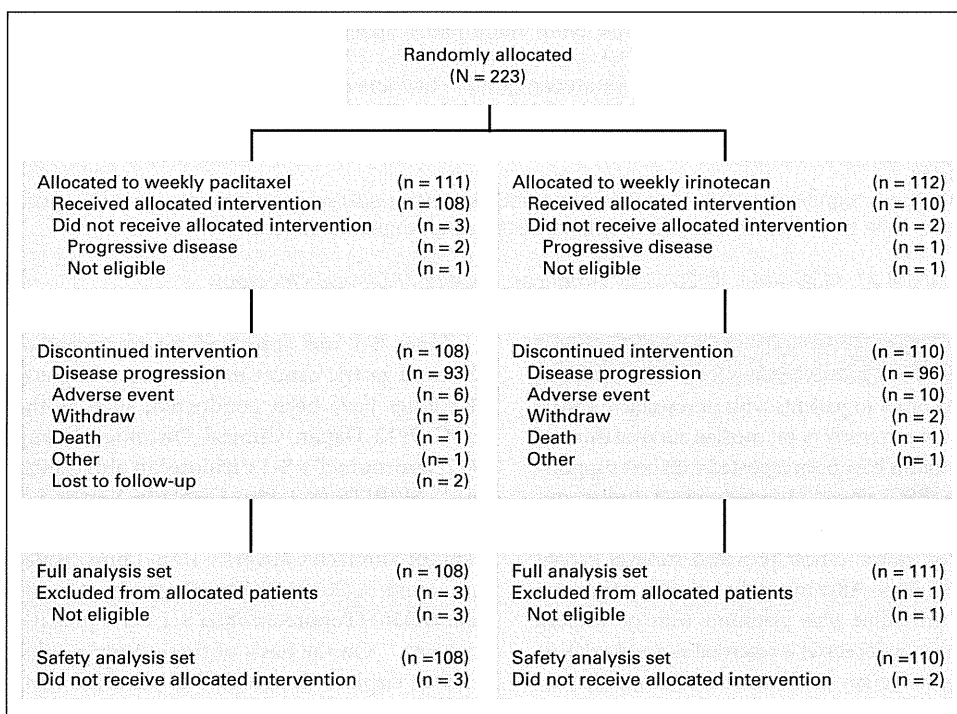 Randomly allocated
(N = 223)
Allocated to weekly paclitaxel (n = 111)
Received allocated intervention (n = 108)
Did not receive allocated intervention (n = 3)
Progressive disease (n = 2)
Not eligible (n = 1)
Allocated to weekly irinotecan (n = 112)
Received allocated intervention (n = 110)
Did not receive allocated intervention (n = 2)
Progressive disease (n = 1)
Not eligible (n = 1)
Discontinued intervention (n = 108)
Disease progression (n = 93)
Adverse event (n = 6)
Withdraw (n = 5)
Death (n = 1)
Other (n= 1)
Lost to follow-up (n = 2)
Discontinued intervention (n = 110)
Disease progression (n = 96)
Adverse event (n = 10)
Withdraw (n = 2)
Death (n = 1)
Other (n= 1)
Full analysis set (n = 108)
Excluded from allocated patients (n = 3)
Not eligible (n = 3)
Safety analysis set (n =108)
Did not receive allocated intervention (n = 3)
Full analysis set (n = 111)
Excluded from allocated patients (n = 1)
Not eligible (n = 1)
Safety analysis set (n =110)
Did not receive allocated intervention (n = 2)